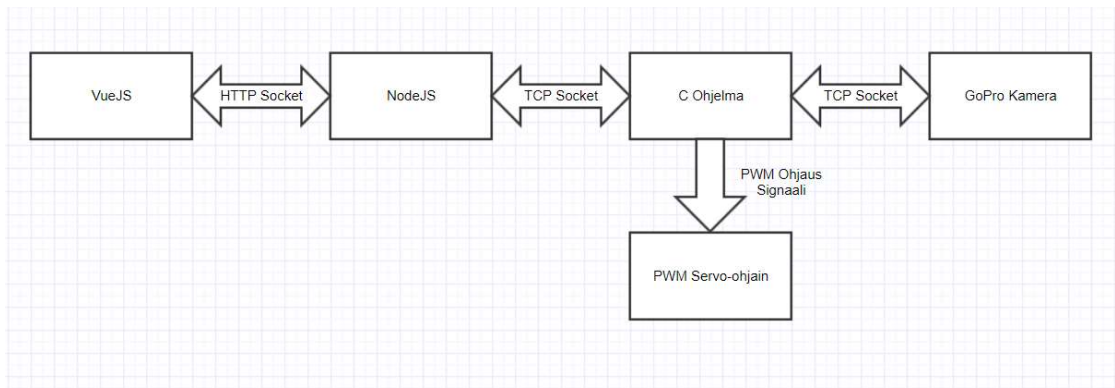 VueJS
HTTP Socket
NodeJS
TCP Socket
C Ohjelma
TCP Socket
GoPro Kamera
PWM Ohjaus
Signaali
PWM Servo-ohjain